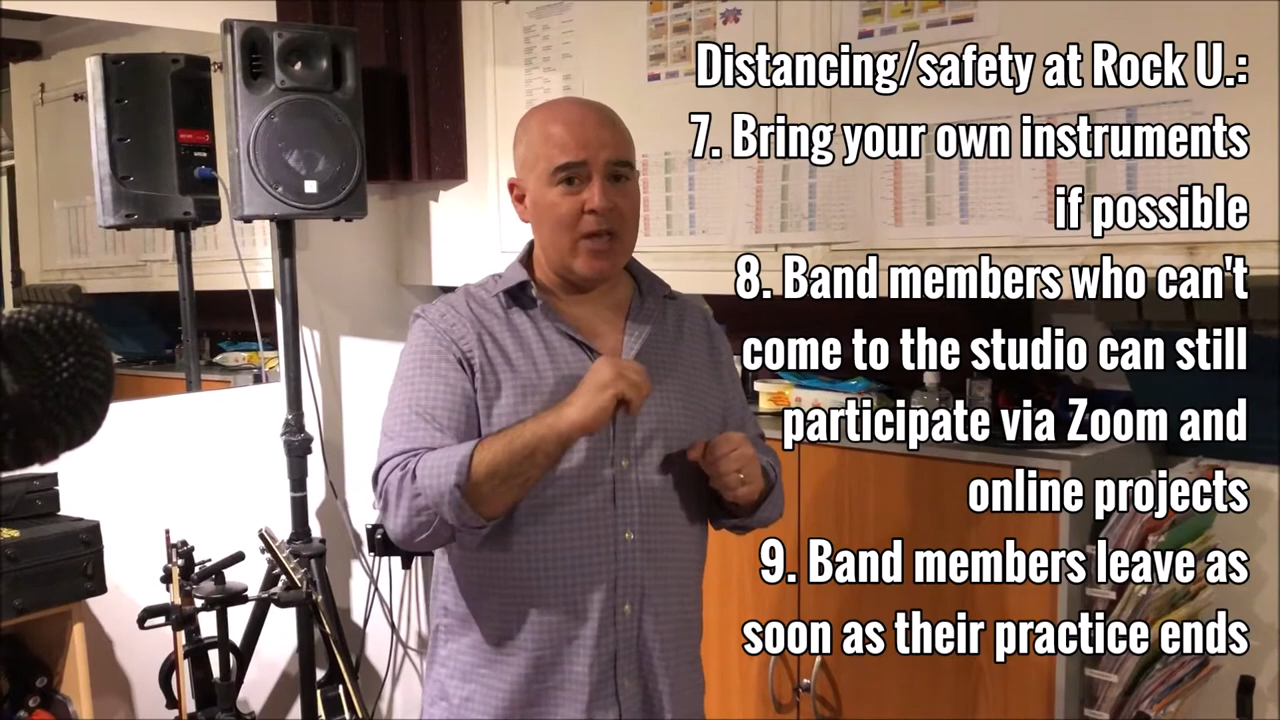 Distancing/safety at Rock U.:
7. Bring your own instruments
if possible
8. Band members who can't
come to the studio can still
participate via Zoom and
online projects
9. Band members leave as
soon as their practice ends